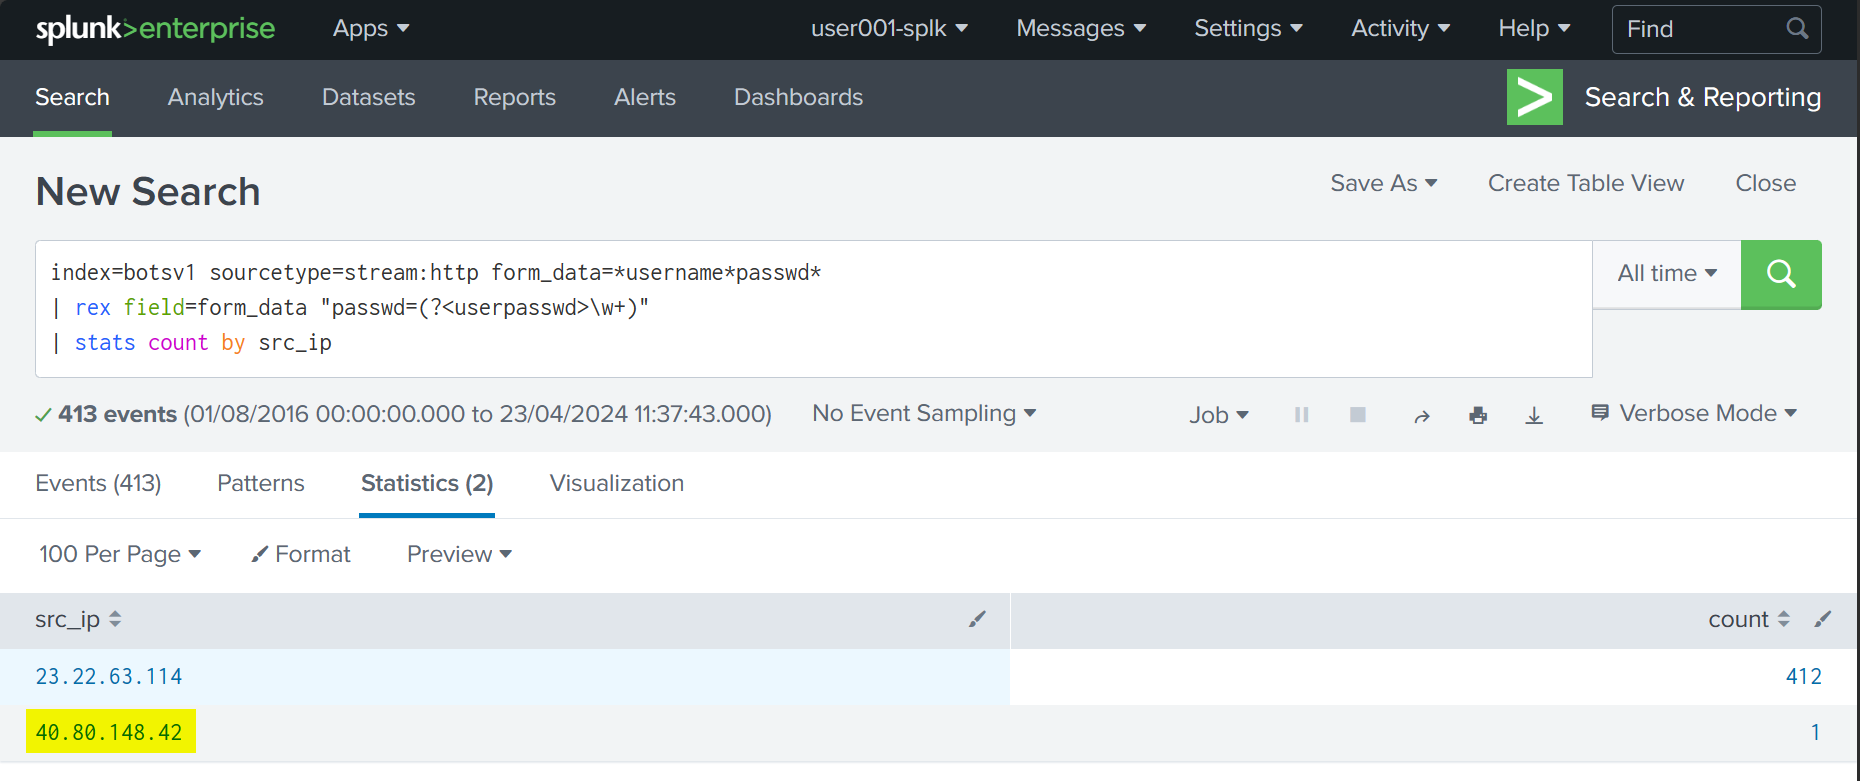 splunk>enterprise Apps user001-splk Messages Settings Activity Help Find
Search Analytics Datasets Reports Alerts Dashboards > Search & Reporting
New Search Save As Create Table View Close
index=botsv1 sourcetype=stream:http form_data=*username*passwd* All time
| rex field=form_data "passwd=(?<userpasswd>\w+)"
| stats count by src_ip
413 events (01/08/2016 00:00:00.000 to 23/04/2024 11:37:43.000) No Event Sampling Job Verbose Mode
Events (413) Patterns Statistics (2) Visualization
100 Per Page Format Preview
src_ip count
23.22.63.114 412
40.80.148.42 1